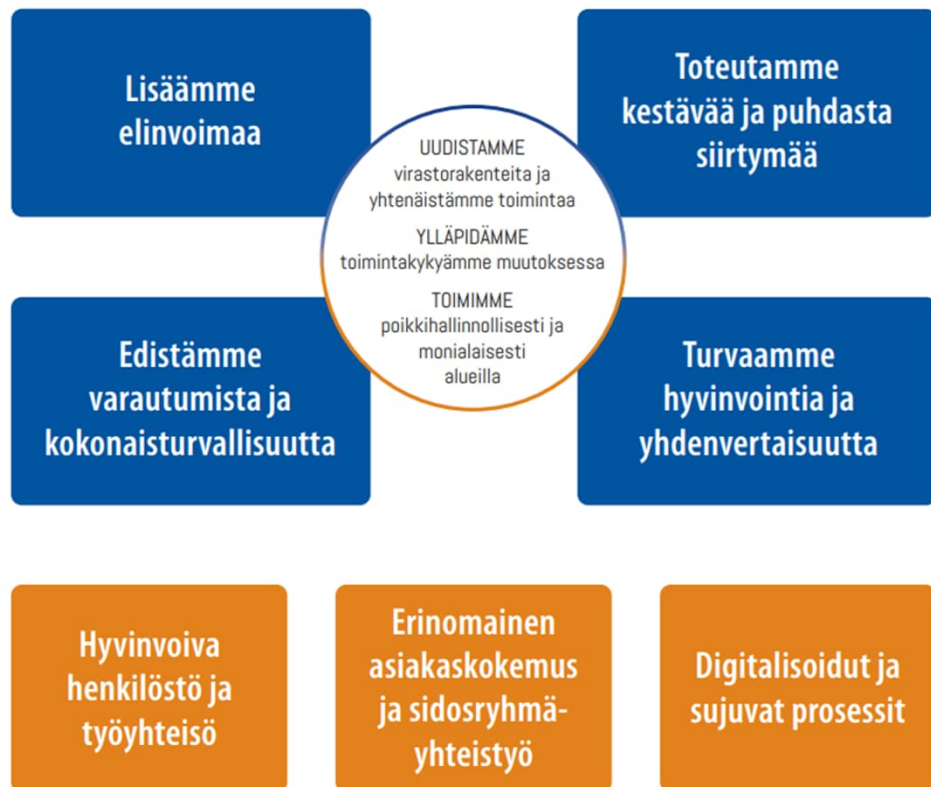 Lisäämme
elinvoimaa
Toteutamme
kestävää ja puhdasta
siirtymää
UUDISTAMME
virastorakenteita ja
yhtenäistämme toimintaa
YLLÄPIDÄMME
toimintakykyämme muutoksessa
TOIMIMME
poikkihallinnollisesti ja
monialaisesti
alueilla
Edistämme
varautumista ja
kokonaisturvallisuutta
Turvaamme
hyvinvointia ja
yhdenvertaisuutta
Hyvinvoiva
henkilöstö ja
työyhteisö
Erinomainen
asiakaskokemus
ja sidosryhmä-
yhteistyö
Digitalisoidut ja
sujuvat prosessit